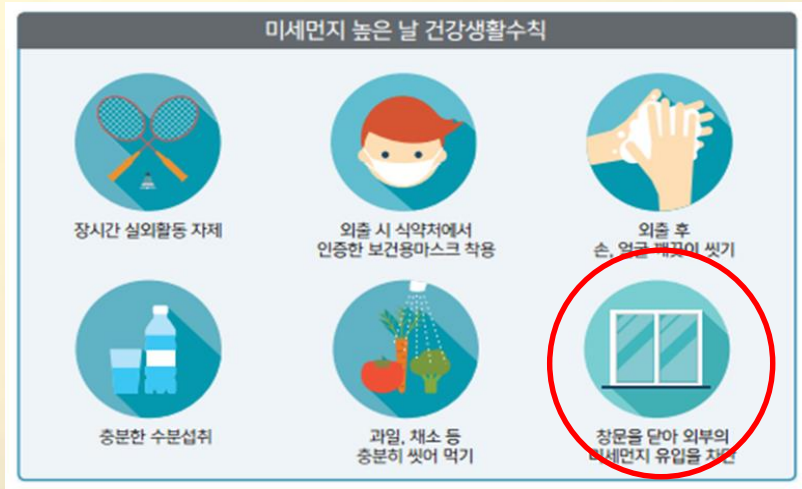 미세먼지 높은 날 건강생활수칙
장시간 실외활동 자제
외출 시 식약처에서
인증한 보건용마스크 착용
외출 후
손, 얼굴 깨끗이 씻기
충분한 수분섭취
과일, 채소 등
충분히 씻어 먹기
창문을 닫아 외부의
미세먼지 유입을 차단